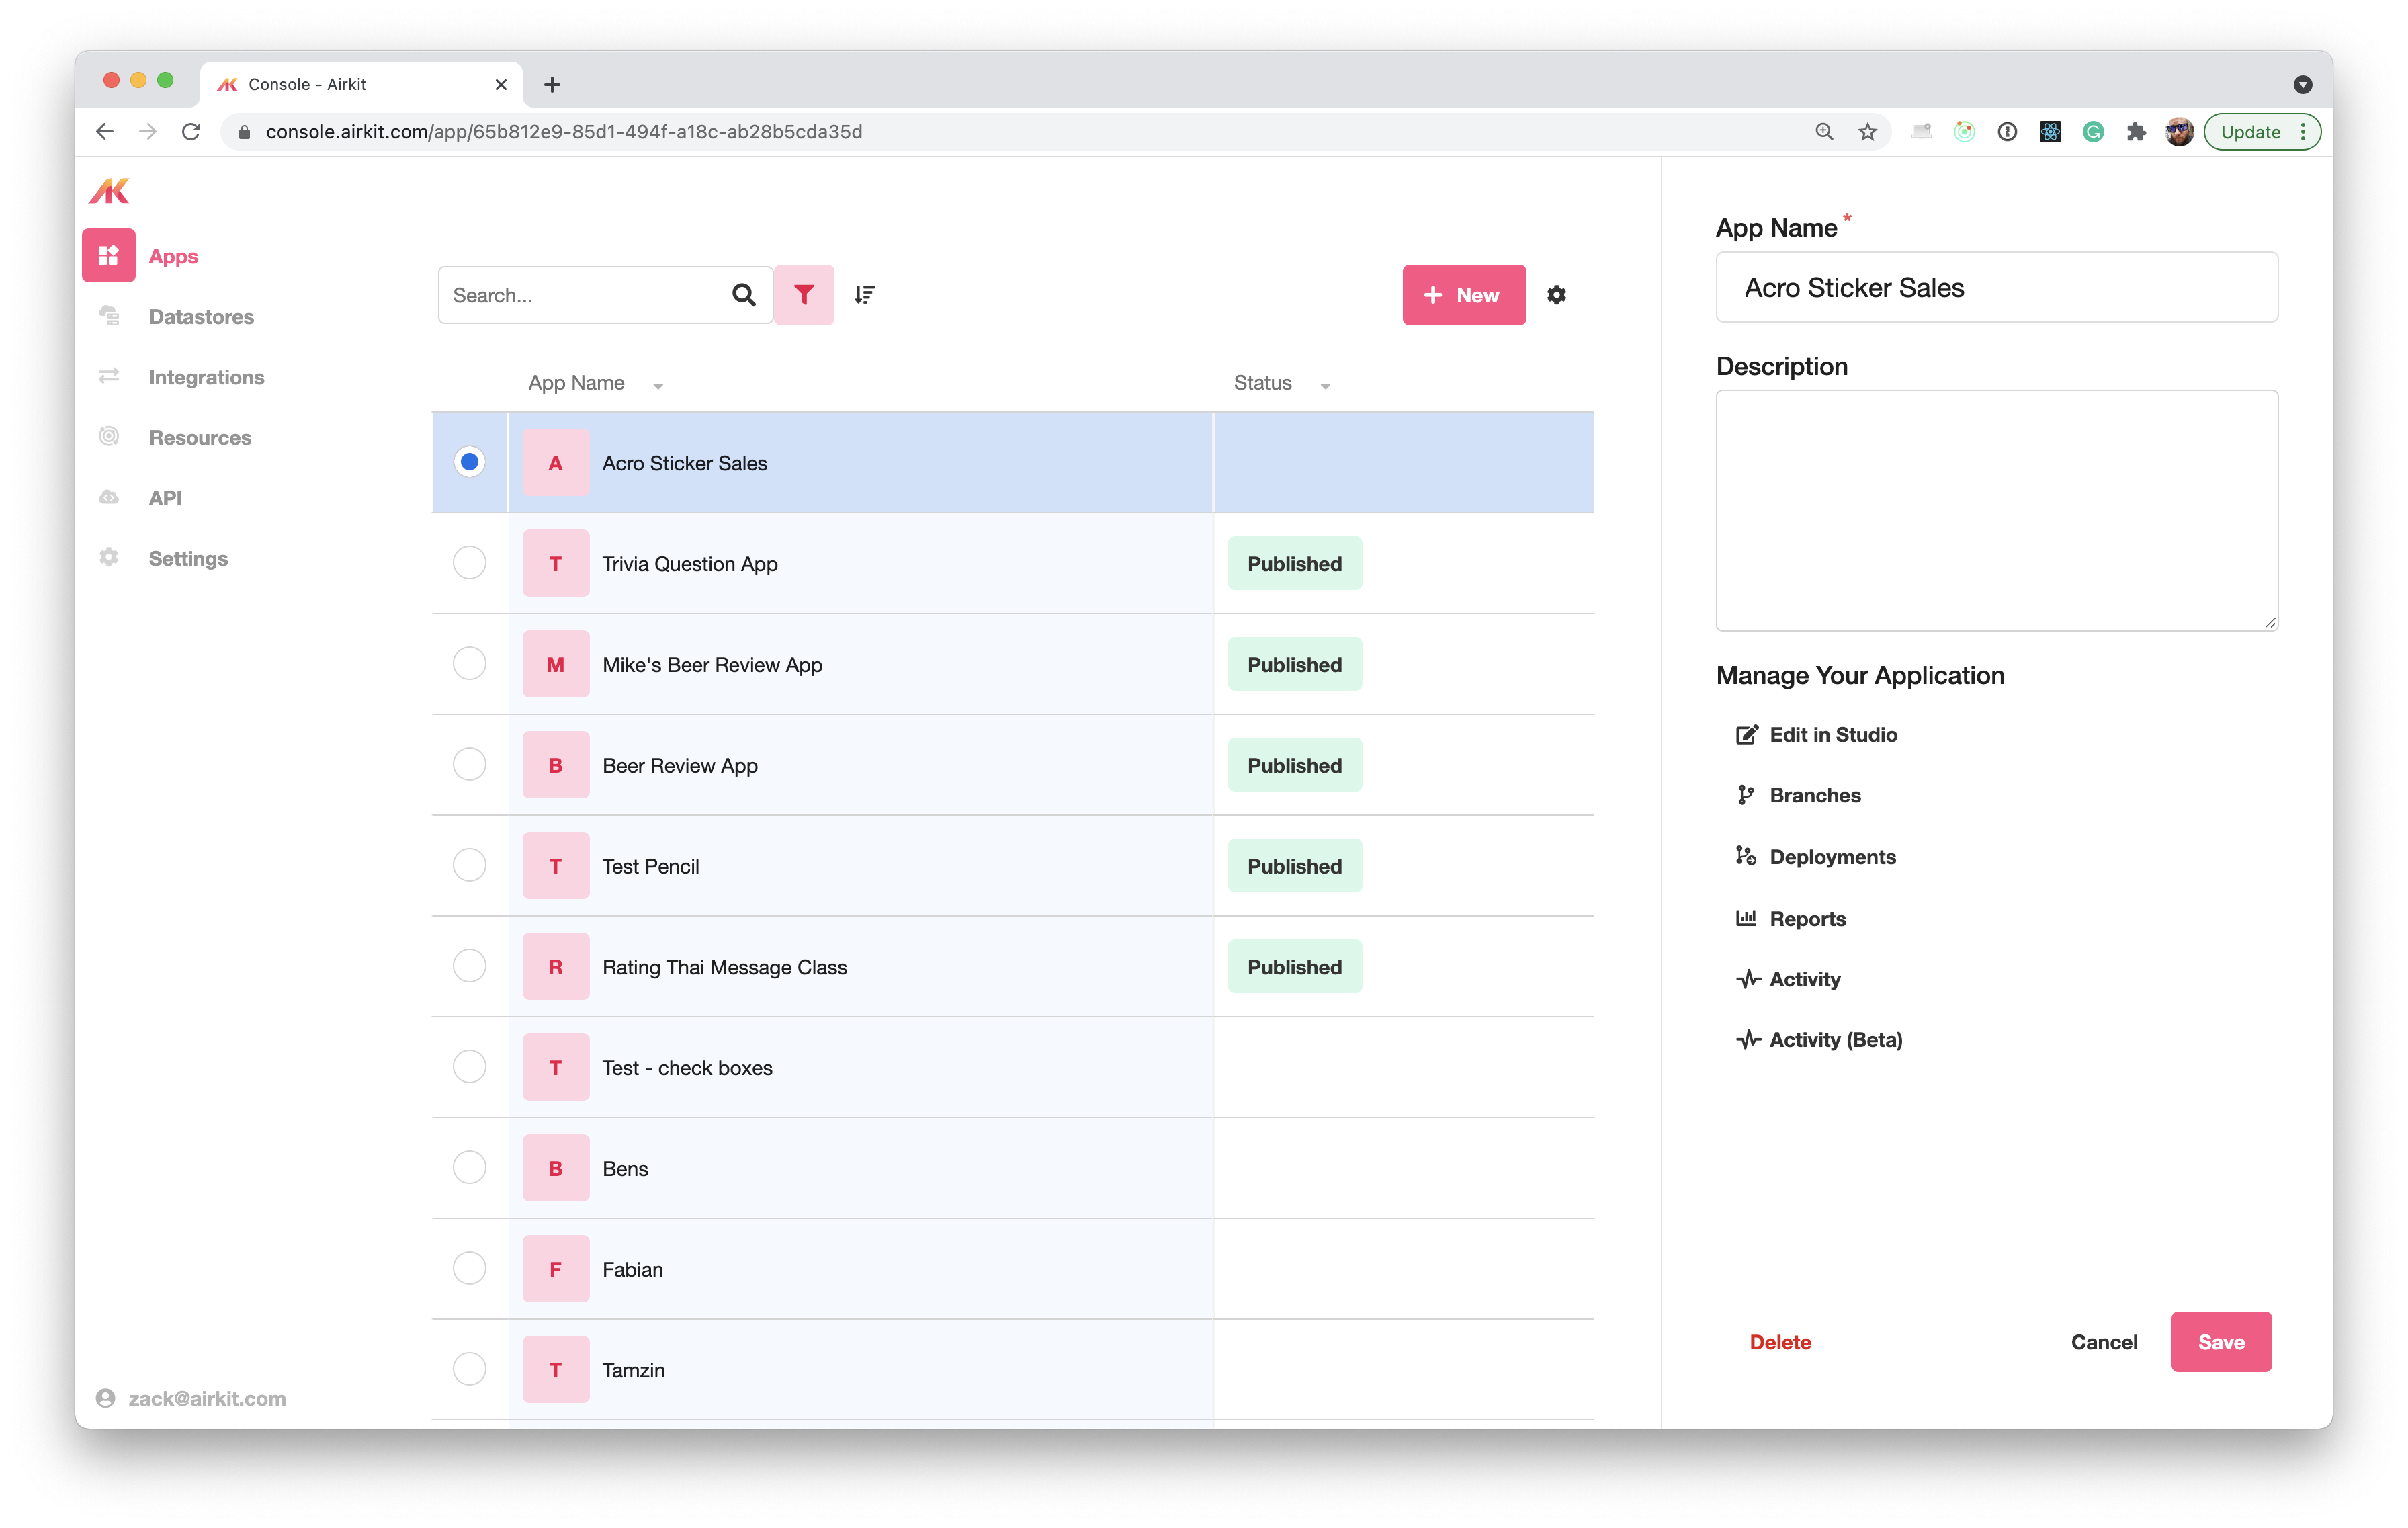 Console - Airkit
console.airkit.com/app/65b812e9-85d1-494f-a18c-ab28b5cda35d
Update
Apps
Datastores
Integrations
Resources
API
Settings
zack@airkit.com
Search...
New
App Name
Status
A
Acro Sticker Sales
T
Trivia Question App
Published
M
Mike's Beer Review App
Published
B
Beer Review App
Published
T
Test Pencil
Published
R
Rating Thai Message Class
Published
T
Test - check boxes
B
Bens
F
Fabian
T
Tamzin
App Name *
Acro Sticker Sales
Description
Manage Your Application
Edit in Studio
Branches
Deployments
Reports
Activity
Activity (Beta)
Delete
Cancel
Save